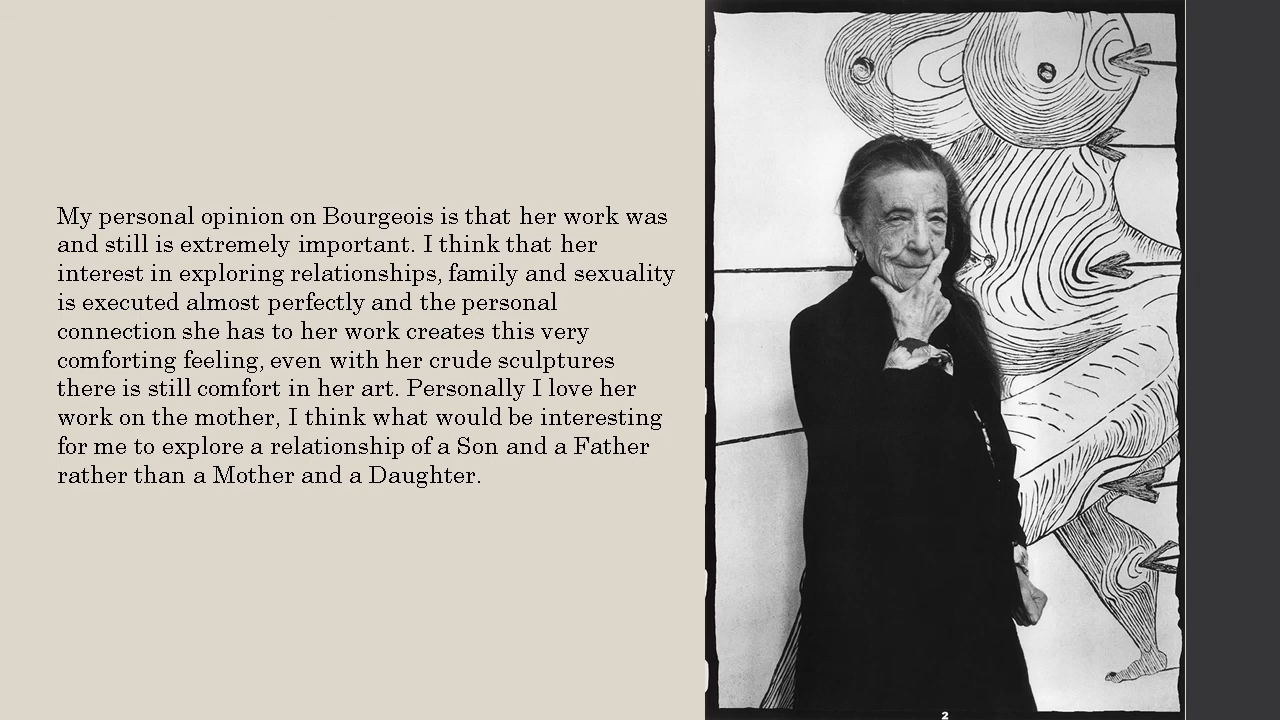 My personal opinion on Bourgeois is that her work was
and still is extremely important. I think that her
interest in exploring relationships, family and sexuality
is executed almost perfectly and the personal
connection she has to her work creates this very
comforting feeling, even with her crude sculptures
there is still comfort in her art. Personally I love her
work on the mother, I think what would be interesting
for me to explore a relationship of a Son and a Father
rather than a Mother and a Daughter.
2